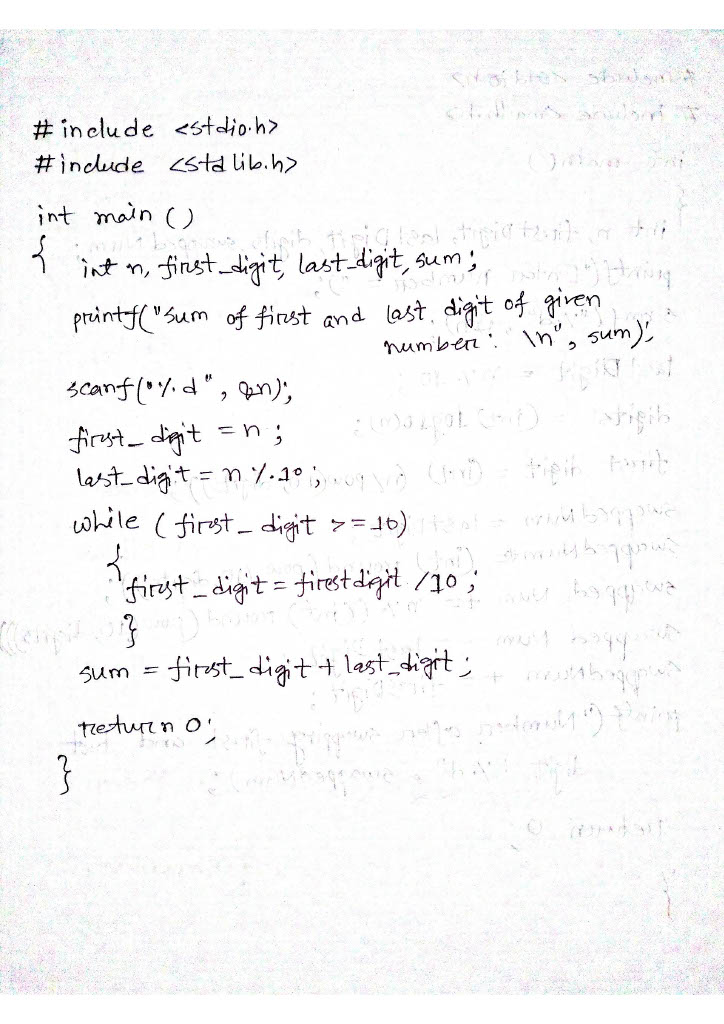 #include <stdio.h>
#include <stdlib.h>
int main ()
{ int n, first_digit, last_digit, sum;
printf("sum of first and last digit of given
number: \n", sum);
scanf("%d", &n);
first_digit = n;
last_digit = n %10;
while (first_digit >=10)
{
first_digit = firstdigit /10;
}
sum = first_digit + last_digit;
return 0;
}